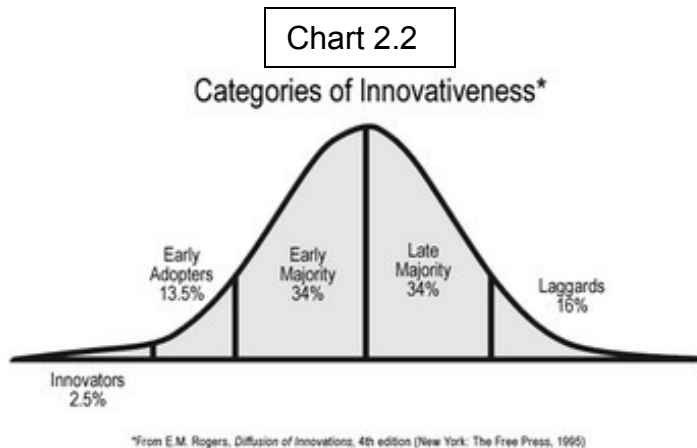 Chart 2.2
Categories of Innovativeness*
Early
Adopters
13.5%
Early
Majority
34%
Late
Majority
34%
Laggards
16%
Innovators
2.5%
*From E.M. Rogers, Diffusion of Innovations, 4th edition (New York: The Free Press, 1995)